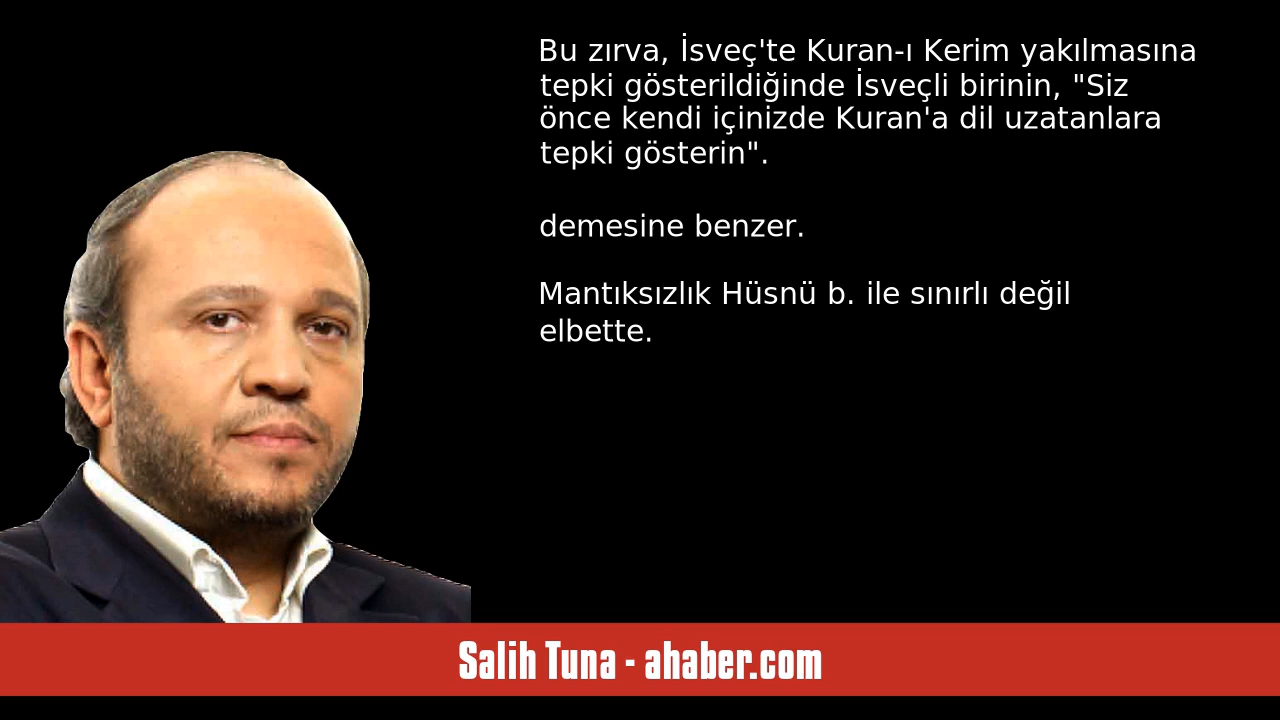 Bu zırva, İsveç'te Kuran-ı Kerim yakılmasına
tepki gösterildiğinde İsveçli birinin, "Siz
önce kendi içinizde Kuran'a dil uzatanlara
tepki gösterin".
demesine benzer.
Mantıksızlık Hüsnü b. ile sınırlı değil
elbette.
Salih Tuna - ahaber.com